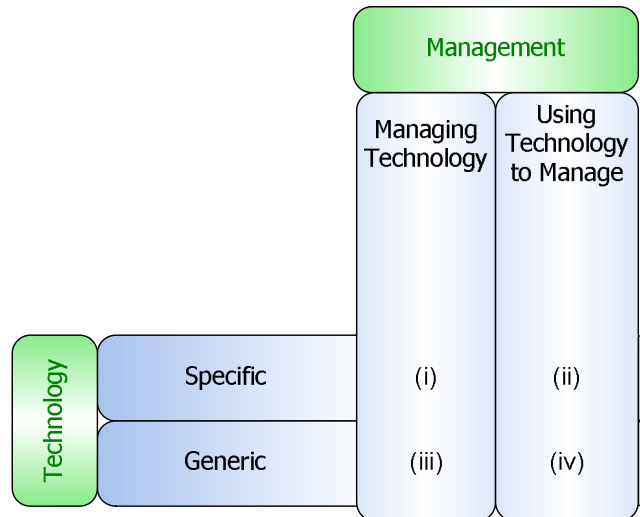 Management
Managing
Technology
Using
Technology
to Manage
Technology
Specific
(i)
(ii)
Generic
(iii)
(iv)